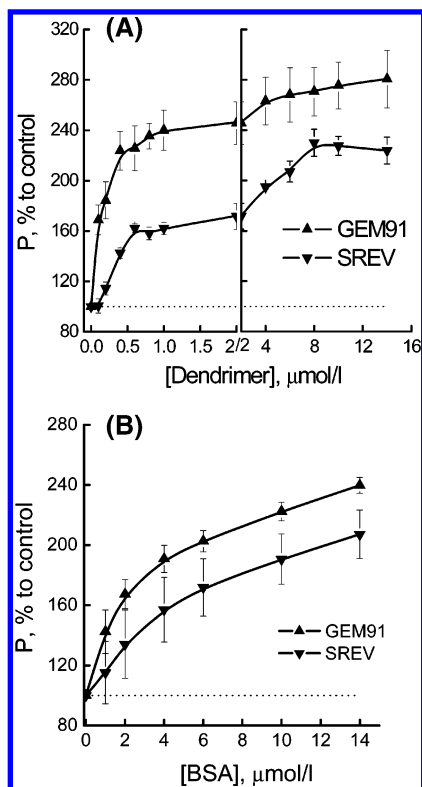 (A)
P, % to control
320
280
240
200
160
120
80
GEM91
SREV
0.0 0.5 1.0 1.5 2/2 4 8 12 16
[Dendrimer], μmol/l
(B)
P, % to control
280
240
200
160
120
80
GEM91
SREV
0 2 4 6 8 10 12 14
[BSA], μmol/l